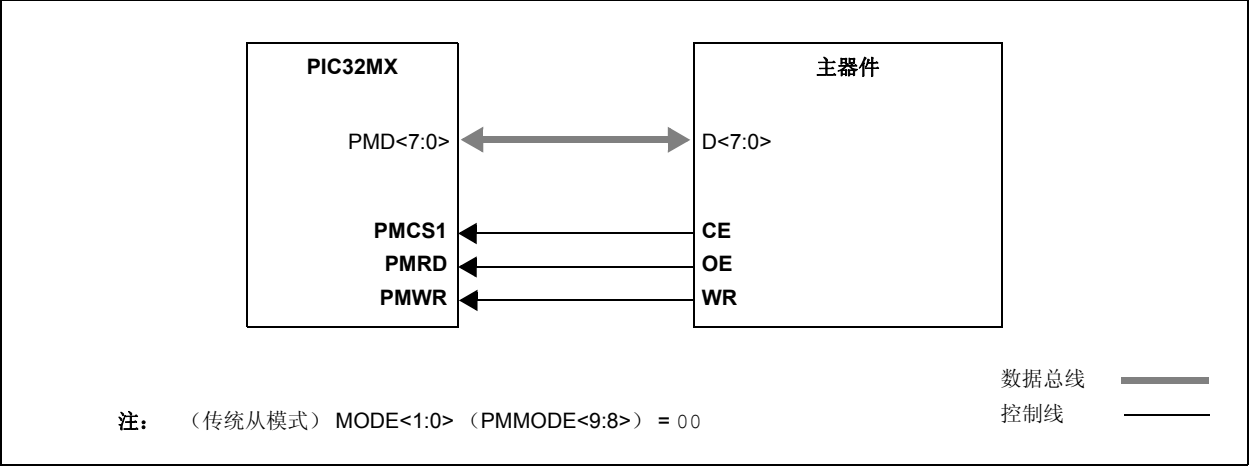 PIC32MX
主器件
PMD<7:0>
D<7:0>
PMCS1
CE
PMRD
OE
PMWR
WR
数据总线
控制线
注： （传统从模式） MODE<1:0> （PMMODE<9:8>） = 00